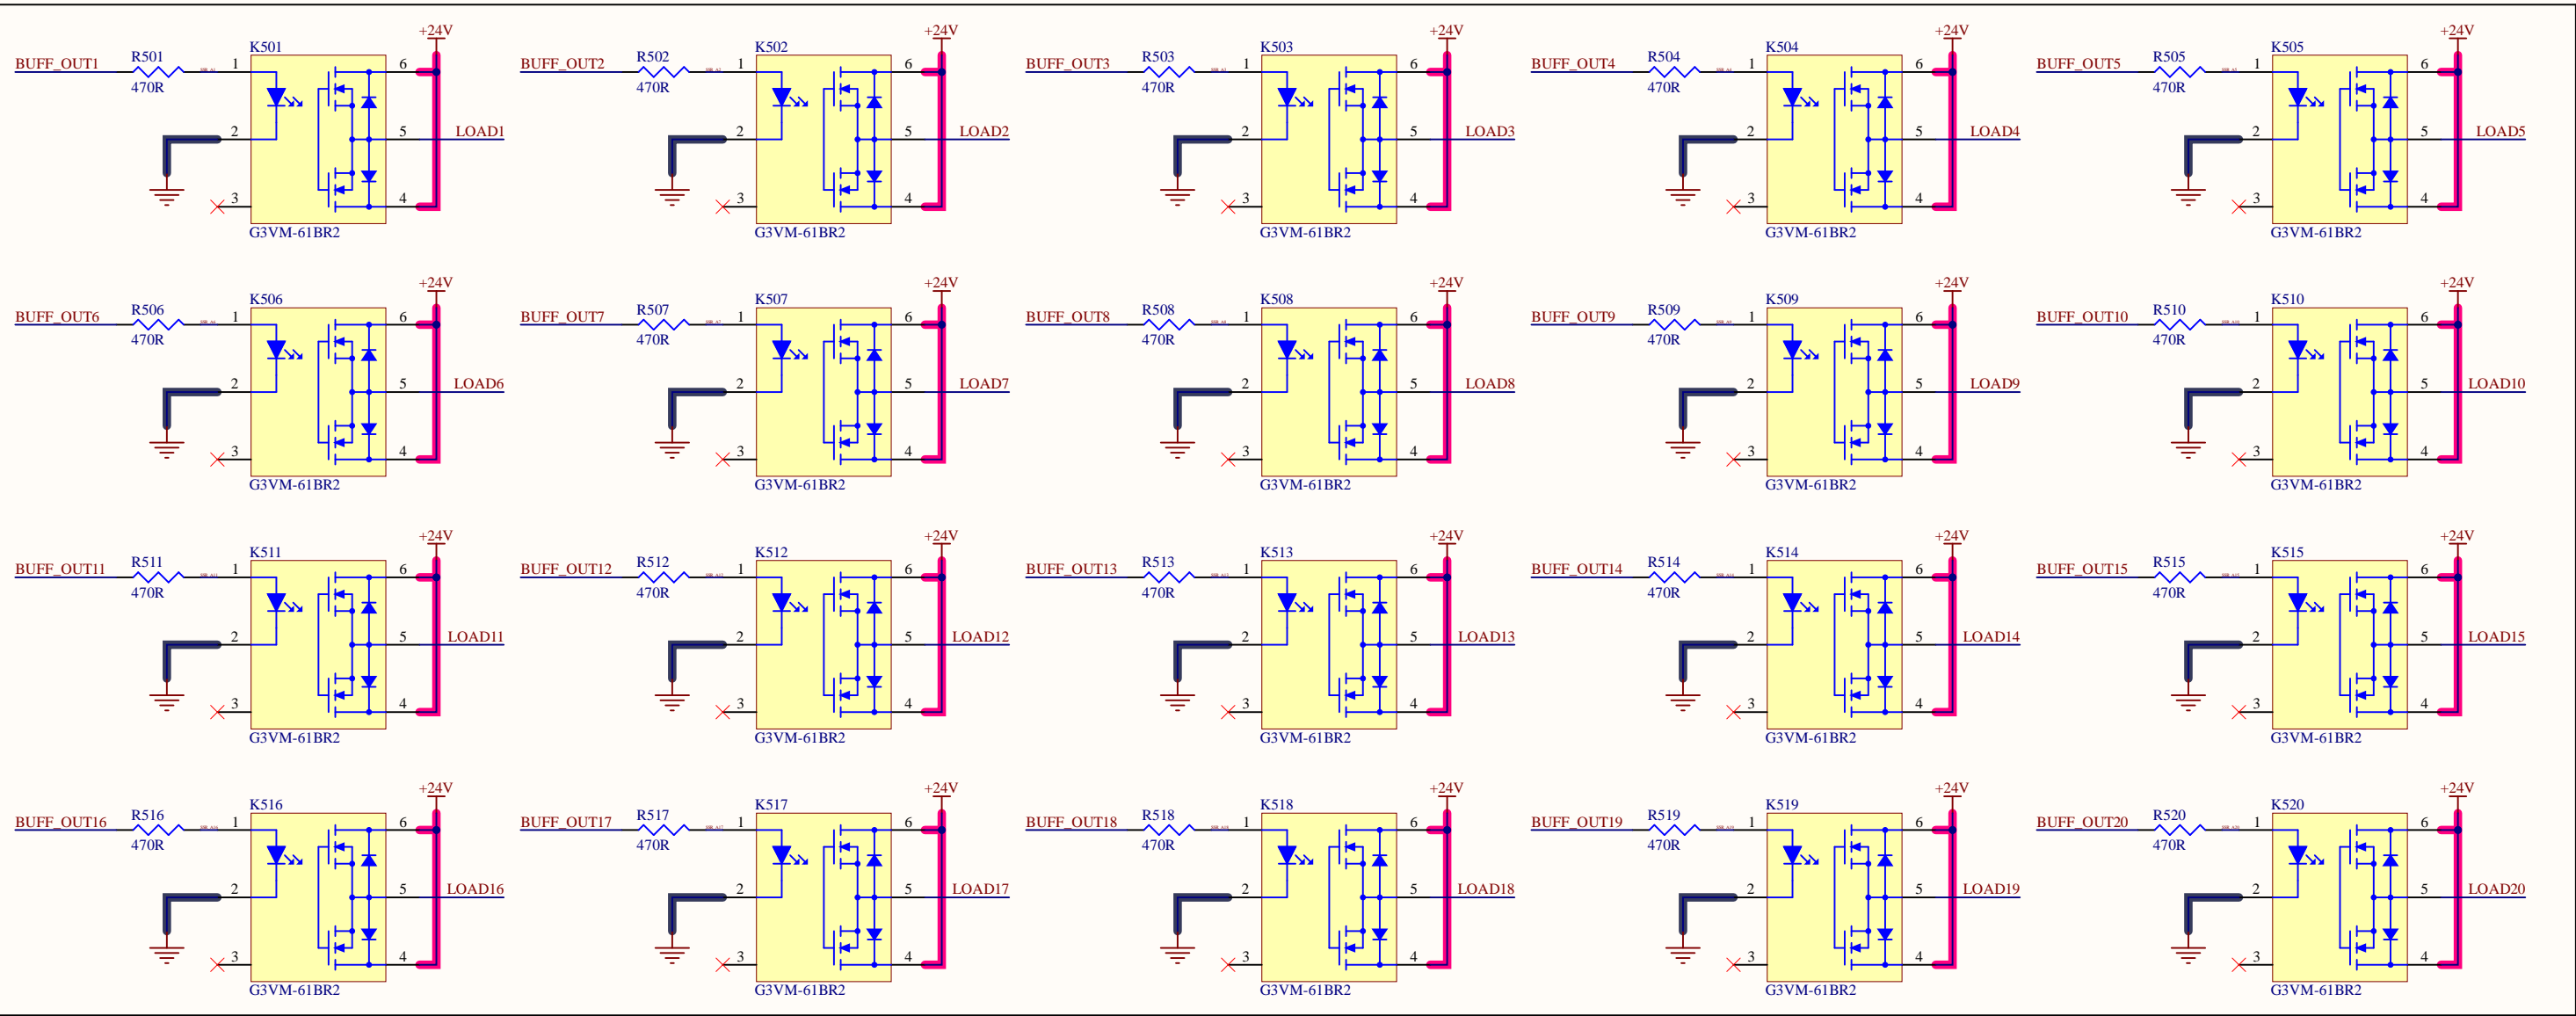 +24V +24V +24V +24V +24V
K501 K502 K503 K504 K505
BUFF_OUT1 R501 1 6 BUFF_OUT2 R502 1 6 BUFF_OUT3 R503 1 6 BUFF_OUT4 R504 1 6 BUFF_OUT5 R505 1 6
470R 470R 470R 470R 470R
2 5 LOAD1 2 5 LOAD2 2 5 LOAD3 2 5 LOAD4 2 5 LOAD5
3 4 3 4 3 4 3 4 3 4
G3VM-61BR2 G3VM-61BR2 G3VM-61BR2 G3VM-61BR2 G3VM-61BR2
+24V +24V +24V +24V +24V
K506 K507 K508 K509 K510
BUFF_OUT6 R506 1 6 BUFF_OUT7 R507 1 6 BUFF_OUT8 R508 1 6 BUFF_OUT9 R509 1 6 BUFF_OUT10 R510 1 6
470R 470R 470R 470R 470R
2 5 LOAD6 2 5 LOAD7 2 5 LOAD8 2 5 LOAD9 2 5 LOAD10
3 4 3 4 3 4 3 4 3 4
G3VM-61BR2 G3VM-61BR2 G3VM-61BR2 G3VM-61BR2 G3VM-61BR2
+24V +24V +24V +24V +24V
K511 K512 K513 K514 K515
BUFF_OUT11 R511 1 6 BUFF_OUT12 R512 1 6 BUFF_OUT13 R513 1 6 BUFF_OUT14 R514 1 6 BUFF_OUT15 R515 1 6
470R 470R 470R 470R 470R
2 5 LOAD11 2 5 LOAD12 2 5 LOAD13 2 5 LOAD14 2 5 LOAD15
3 4 3 4 3 4 3 4 3 4
G3VM-61BR2 G3VM-61BR2 G3VM-61BR2 G3VM-61BR2 G3VM-61BR2
+24V +24V +24V +24V +24V
K516 K517 K518 K519 K520
BUFF_OUT16 R516 1 6 BUFF_OUT17 R517 1 6 BUFF_OUT18 R518 1 6 BUFF_OUT19 R519 1 6 BUFF_OUT20 R520 1 6
470R 470R 470R 470R 470R
2 5 LOAD16 2 5 LOAD17 2 5 LOAD18 2 5 LOAD19 2 5 LOAD20
3 4 3 4 3 4 3 4 3 4
G3VM-61BR2 G3VM-61BR2 G3VM-61BR2 G3VM-61BR2 G3VM-61BR2